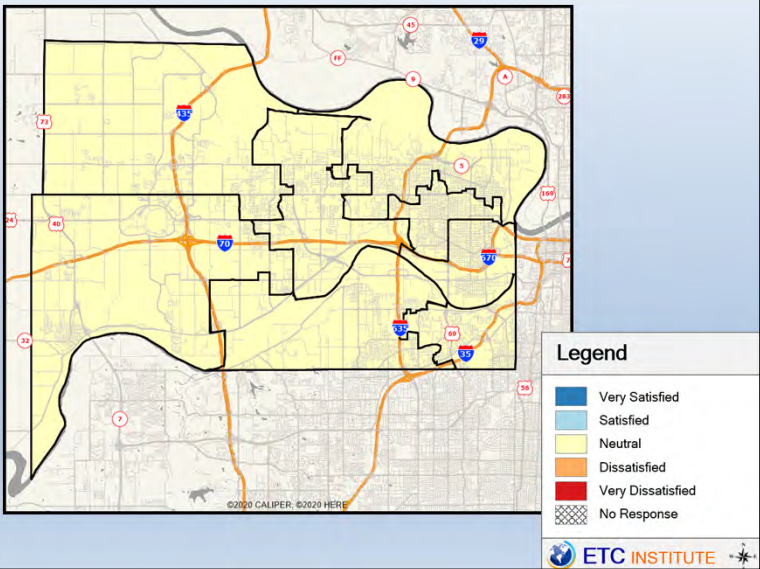 45
29
FF
A
9
283
435
73
5
169
24
40
70
670
7
32
635
69
35
56
7
©2020 CALIPER; ©2020 HERE
Legend
Very Satisfied
Satisfied
Neutral
Dissatisfied
Very Dissatisfied
No Response
ETC INSTITUTE